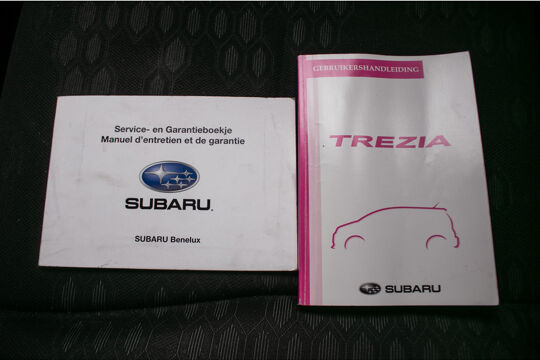 Service- en Garantieboekje
Manuel d'entretien et de garantie
SUBARU
SUBARU Benelux
GEBRUIKERSHANDLEIDING
TREZIA
SUBARU